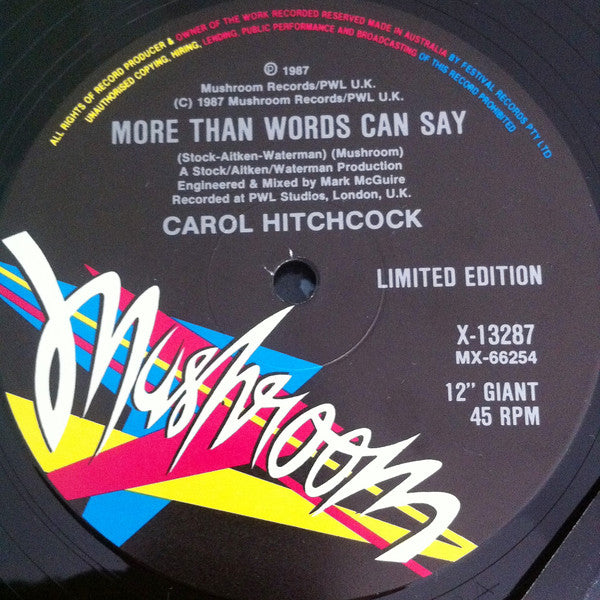 ALL RIGHTS OF RECORD PRODUCER & OWNER OF THE WORK RECORDED RESERVED MADE IN AUSTRALIA BY FESTIVAL RECORDS PTY LTD
UNAUTHORISED COPYING, HIRING, LENDING, PUBLIC PERFORMANCE AND BROADCASTING OF THIS RECORD PROHIBITED
℗ 1987
Mushroom Records/PWL U.K.
(C) 1987 Mushroom Records/PWL U.K.
MORE THAN WORDS CAN SAY
(Stock-Aitken-Waterman) (Mushroom)
A Stock/Aitken/Waterman Production
Engineered & Mixed by Mark McGuire
Recorded at PWL Studios, London, U.K.
CAROL HITCHCOCK
LIMITED EDITION
X-13287
MX-66254
12" GIANT
45 RPM
Mushroom